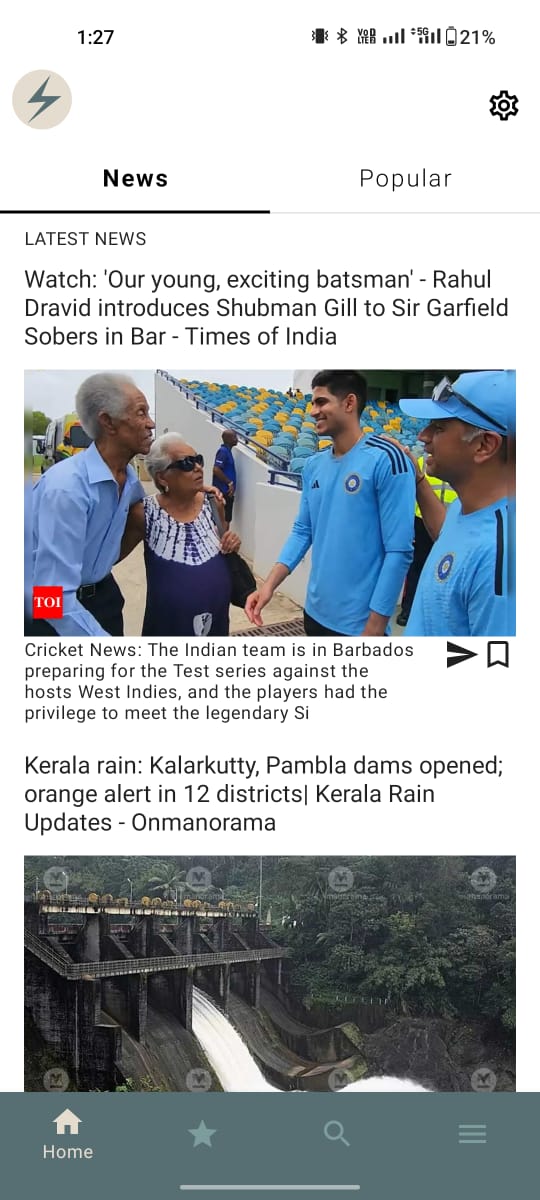 1:27
VoD
LTED
5G
21%
News
Popular
LATEST NEWS
Watch: 'Our young, exciting batsman' - Rahul
Dravid introduces Shubman Gill to Sir Garfield
Sobers in Bar - Times of India
TOI
Cricket News: The Indian team is in Barbados
preparing for the Test series against the
hosts West Indies, and the players had the
privilege to meet the legendary Si
Kerala rain: Kalarkutty, Pambla dams opened;
orange alert in 12 districts| Kerala Rain
Updates - Onmanorama
Home